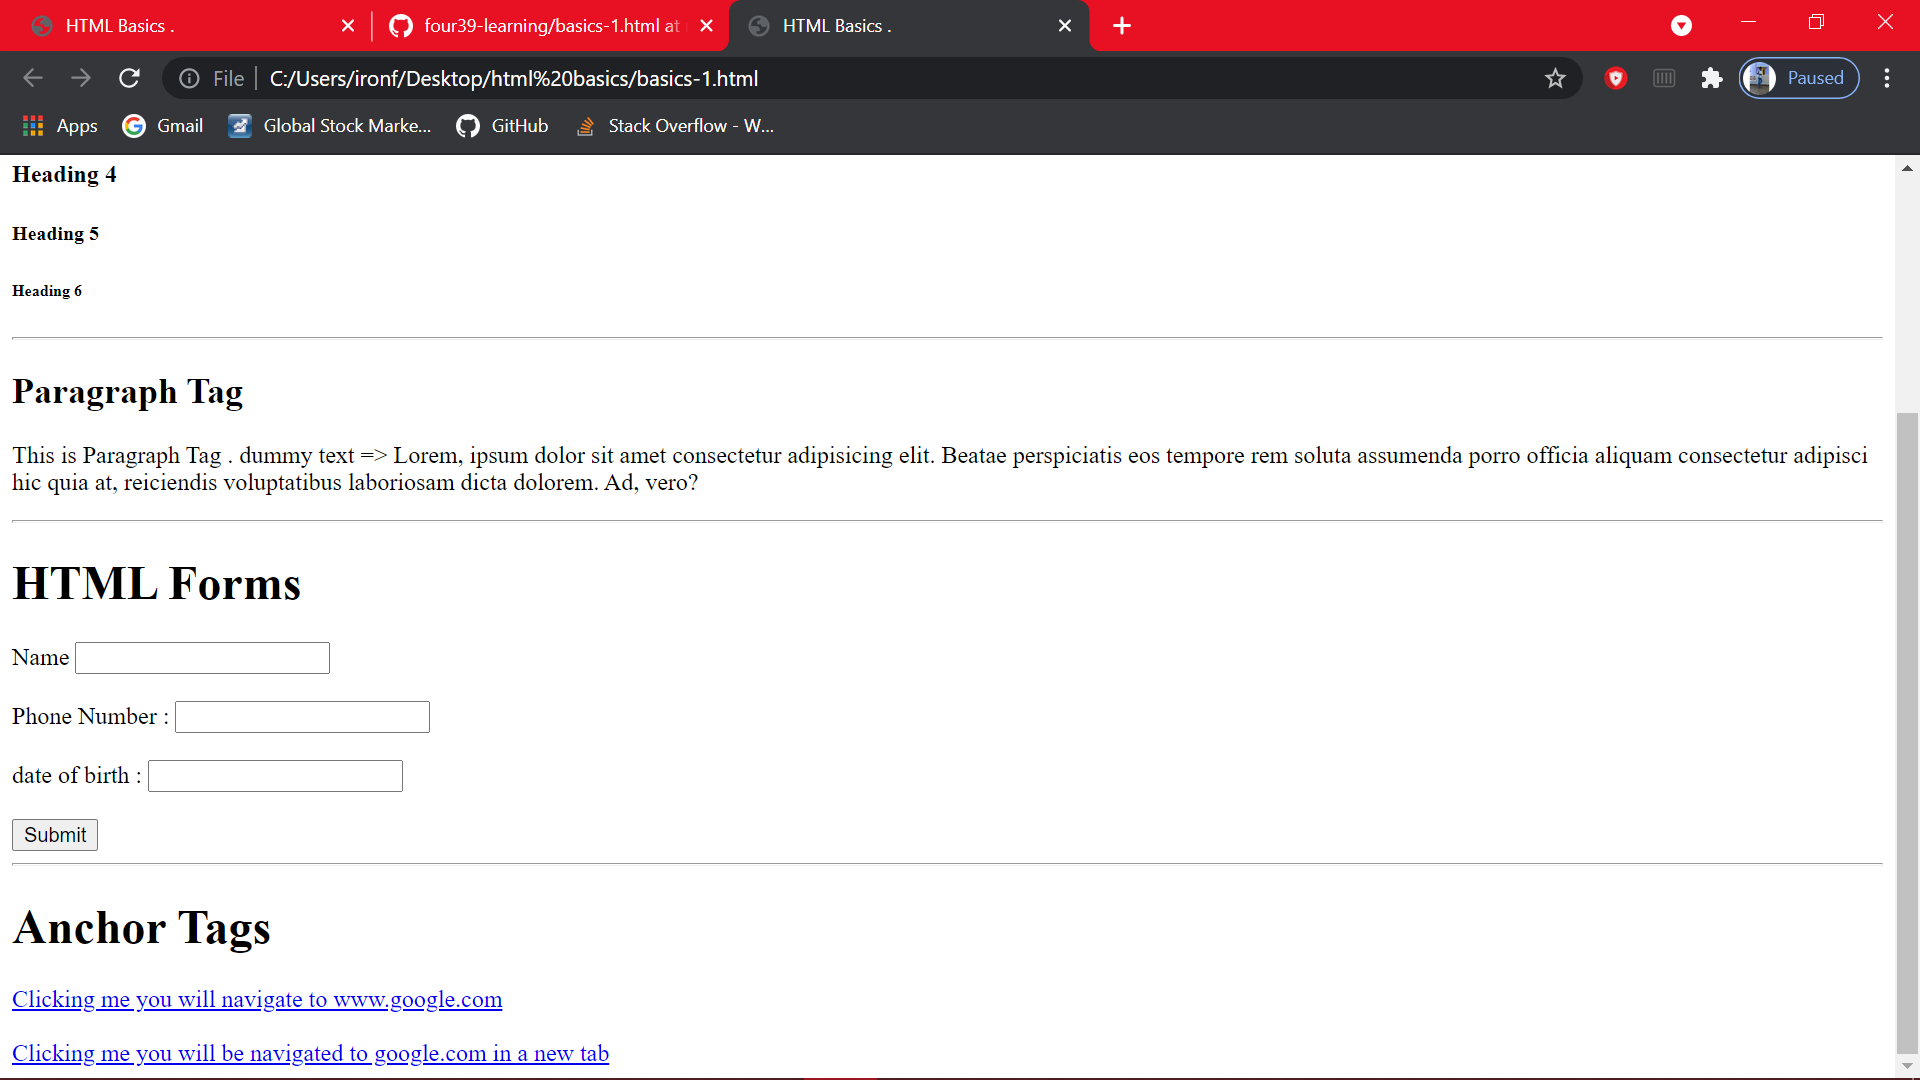 HTML Basics .
four39-learning/basics-1.html at
HTML Basics .
File
C:/Users/ironf/Desktop/html%20basics/basics-1.html
Paused
Apps
Gmail
Global Stock Marke...
GitHub
Stack Overflow - W...
Heading 4
Heading 5
Heading 6
Paragraph Tag
This is Paragraph Tag . dummy text => Lorem, ipsum dolor sit amet consectetur adipisicing elit. Beatae perspiciatis eos tempore rem soluta assumenda porro officia aliquam consectetur adipisci
hic quia at, reiciendis voluptatibus laboriosam dicta dolorem. Ad, vero?
HTML Forms
Name
Phone Number :
date of birth :
Submit
Anchor Tags
Clicking me you will navigate to www.google.com
Clicking me you will be navigated to google.com in a new tab